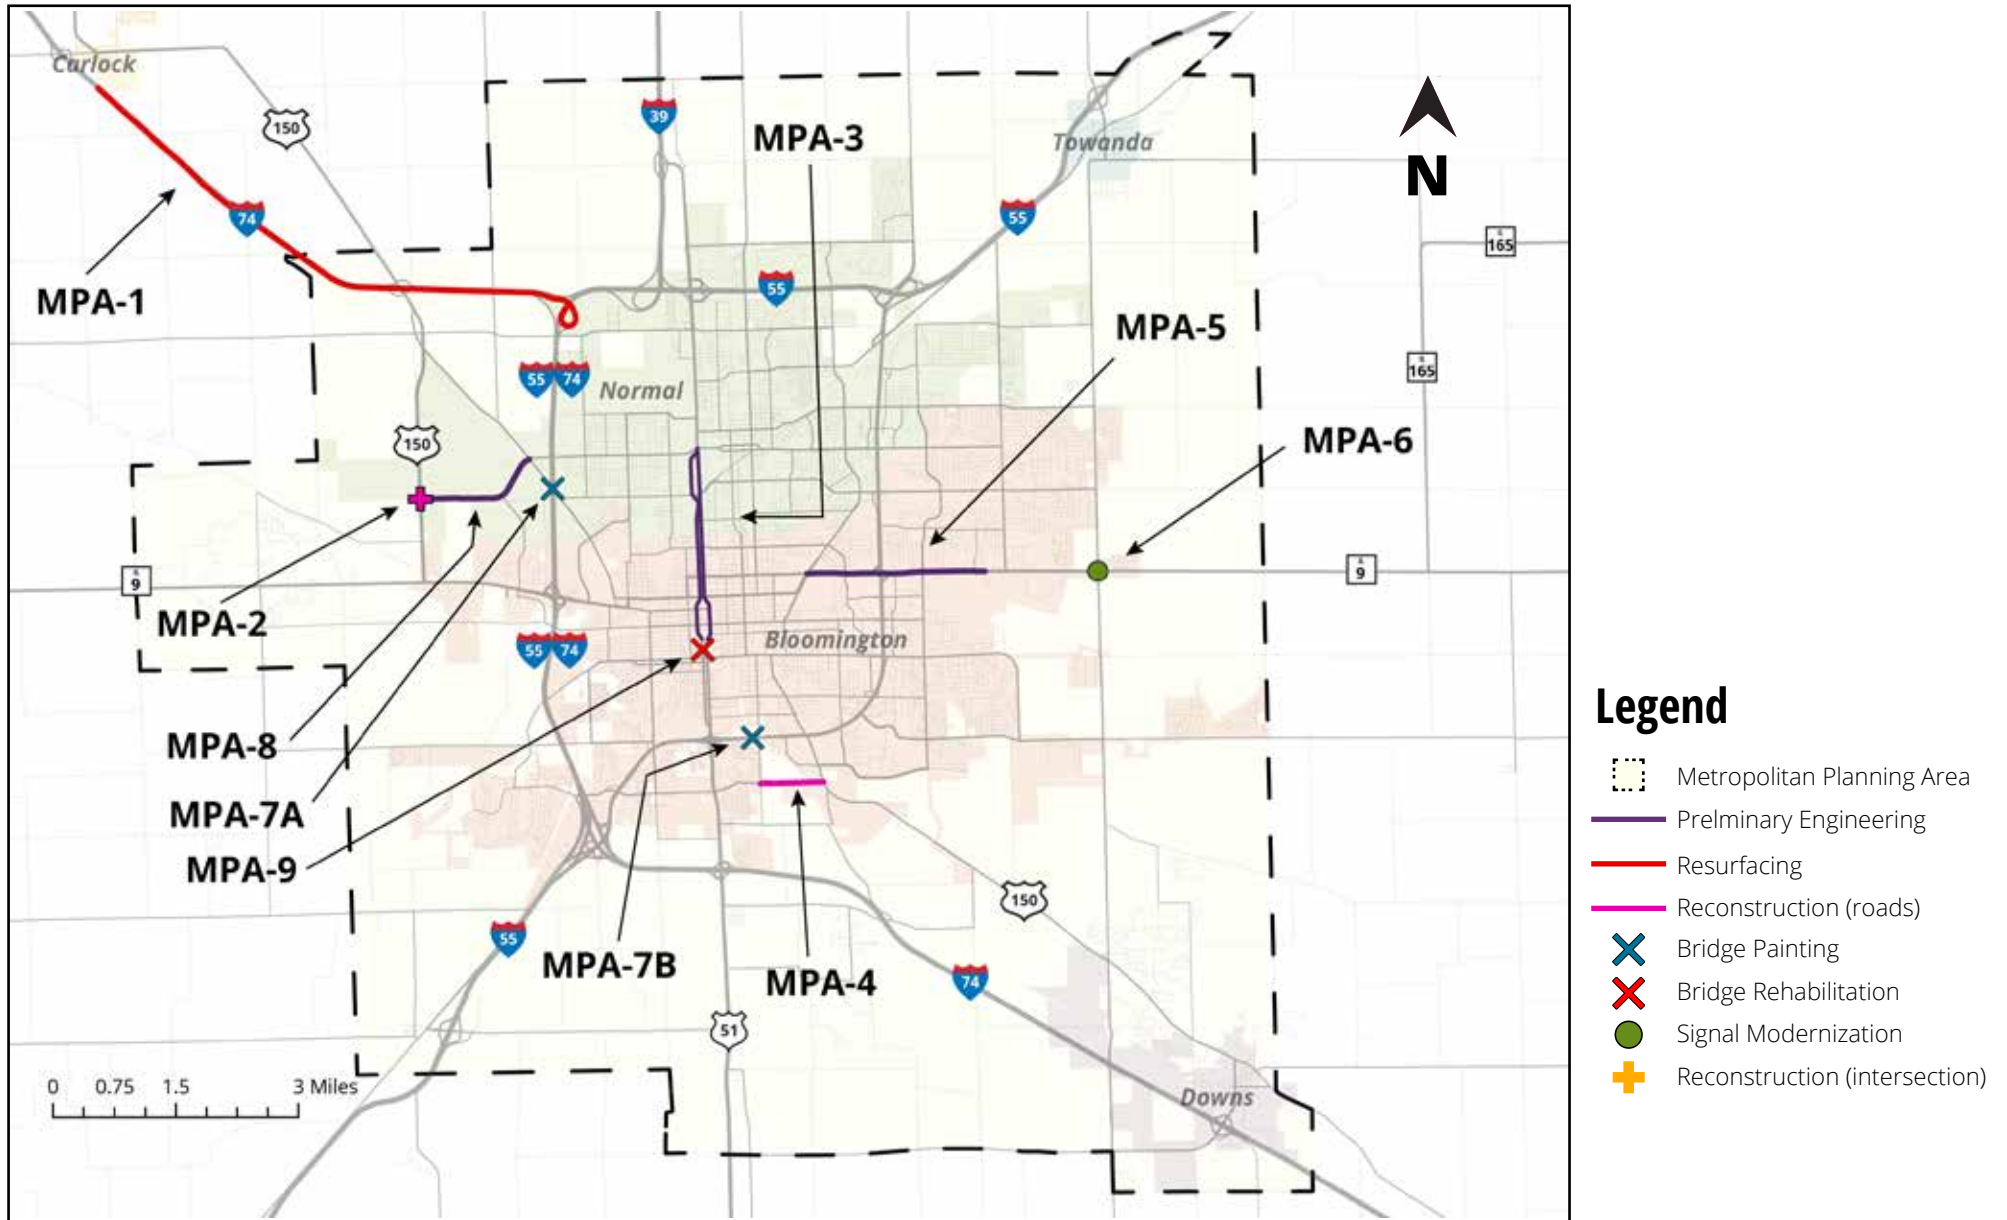 Carlock
150
39
MPA-3
Towanda
N
74
55
165
MPA-1
55
165
MPA-5
55
74
Normal
150
MPA-6
9
9
MPA-2
Bloomington
55
74
MPA-8
MPA-7A
MPA-9
150
55
MPA-7B
MPA-4
74
51
Downs
0 0.75 1.5 3 Miles
Legend
Metropolitan Planning Area
Prelminary Engineering
Resurfacing
Reconstruction (roads)
Bridge Painting
Bridge Rehabilitation
Signal Modernization
Reconstruction (intersection)